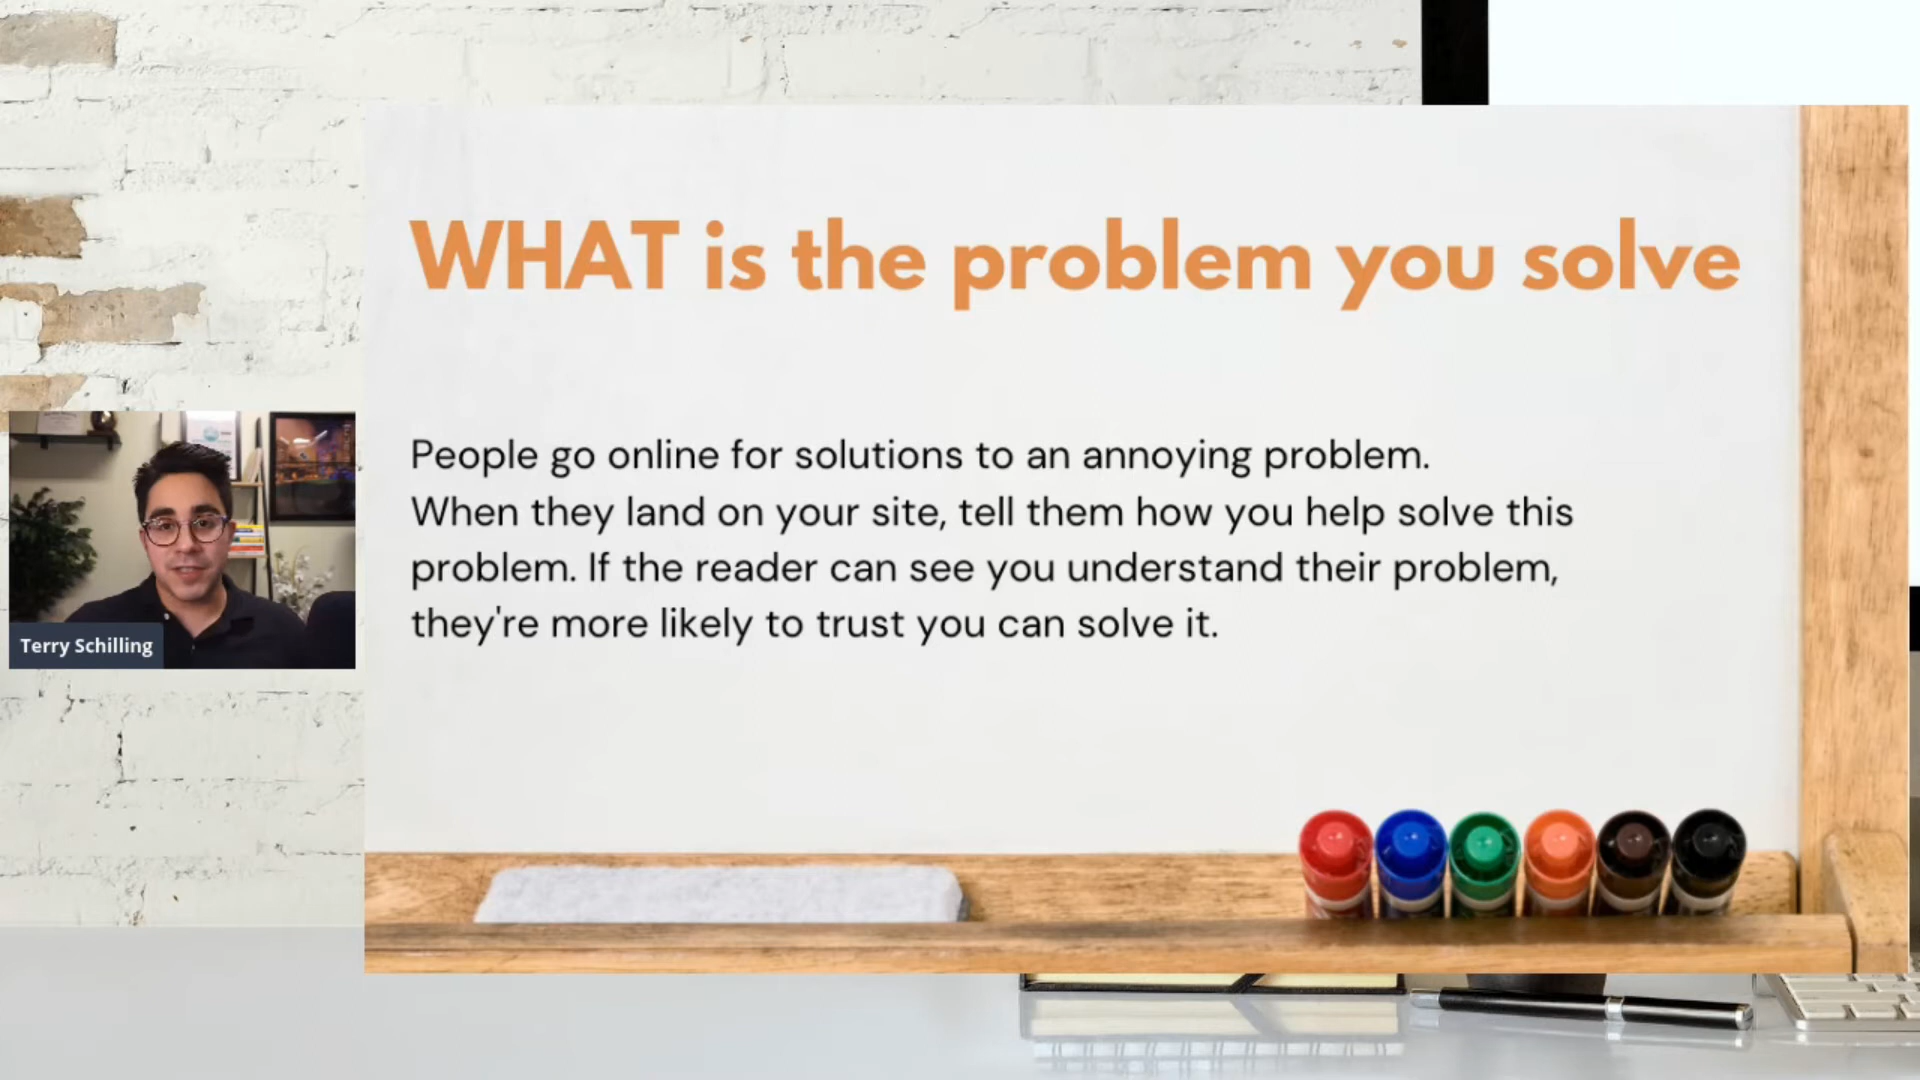 WHAT is the problem you solve
People go online for solutions to an annoying problem.
When they land on your site, tell them how you help solve this
problem. If the reader can see you understand their problem,
they're more likely to trust you can solve it.
Terry Schilling